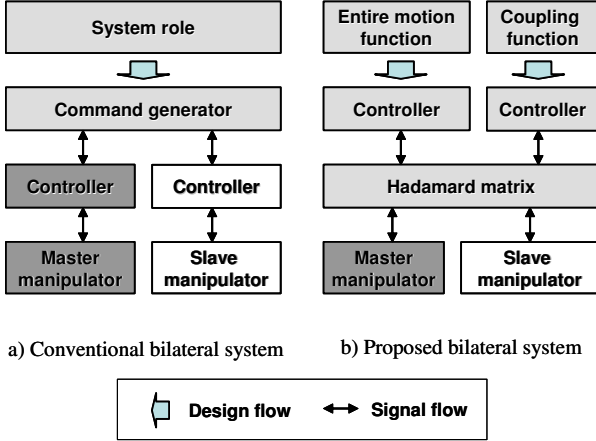 System role
Command generator
Controller
Controller
Master
manipulator
Slave
manipulator
a) Conventional bilateral system
Entire motion
function
Coupling
function
Controller
Controller
Hadamard matrix
Master
manipulator
Slave
manipulator
b) Proposed bilateral system
Design flow
Signal flow